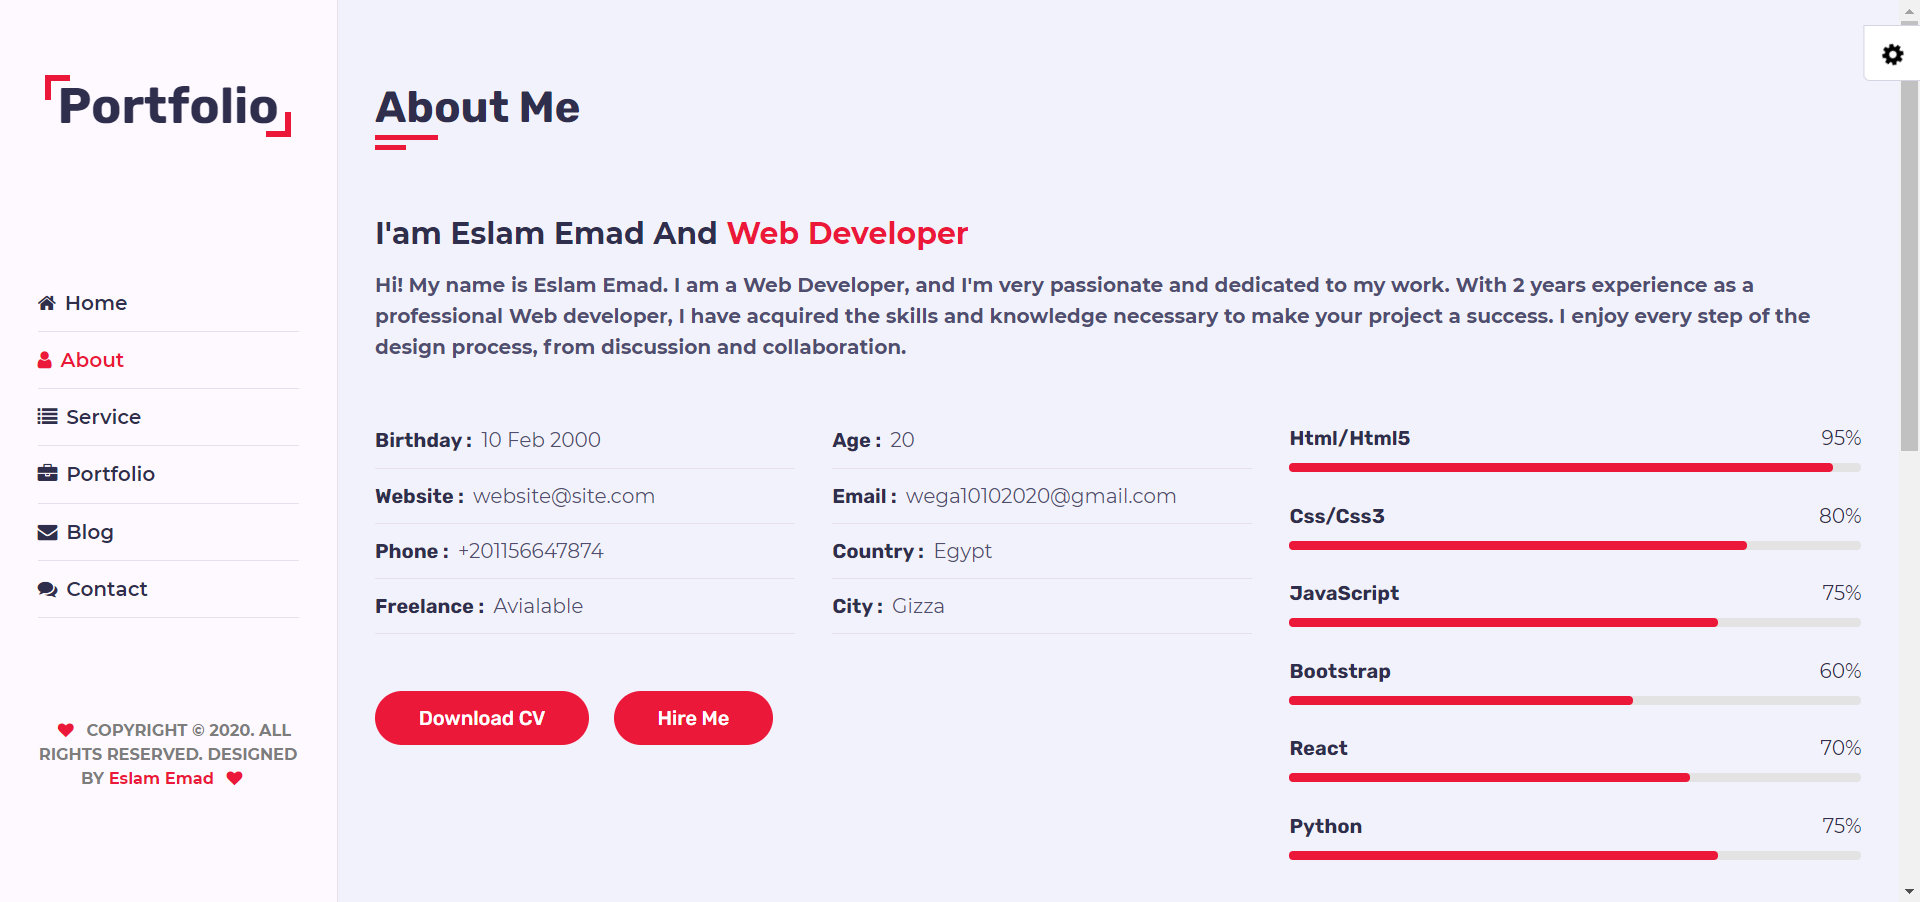 Portfolio
Home
About
Service
Portfolio
Blog
Contact
COPYRIGHT © 2020. ALL
RIGHTS RESERVED. DESIGNED
BY Eslam Emad
About Me
I'am Eslam Emad And Web Developer
Hi! My name is Eslam Emad. I am a Web Developer, and I'm very passionate and dedicated to my work. With 2 years experience as a
professional Web developer, I have acquired the skills and knowledge necessary to make your project a success. I enjoy every step of the
design process, from discussion and collaboration.
Birthday : 10 Feb 2000
Age : 20
Website : website@site.com
Email : wega10102020@gmail.com
Phone : +201156647874
Country : Egypt
Freelance : Avialable
City : Gizza
Download CV
Hire Me
Html/Html5 95%
Css/Css3 80%
JavaScript 75%
Bootstrap 60%
React 70%
Python 75%